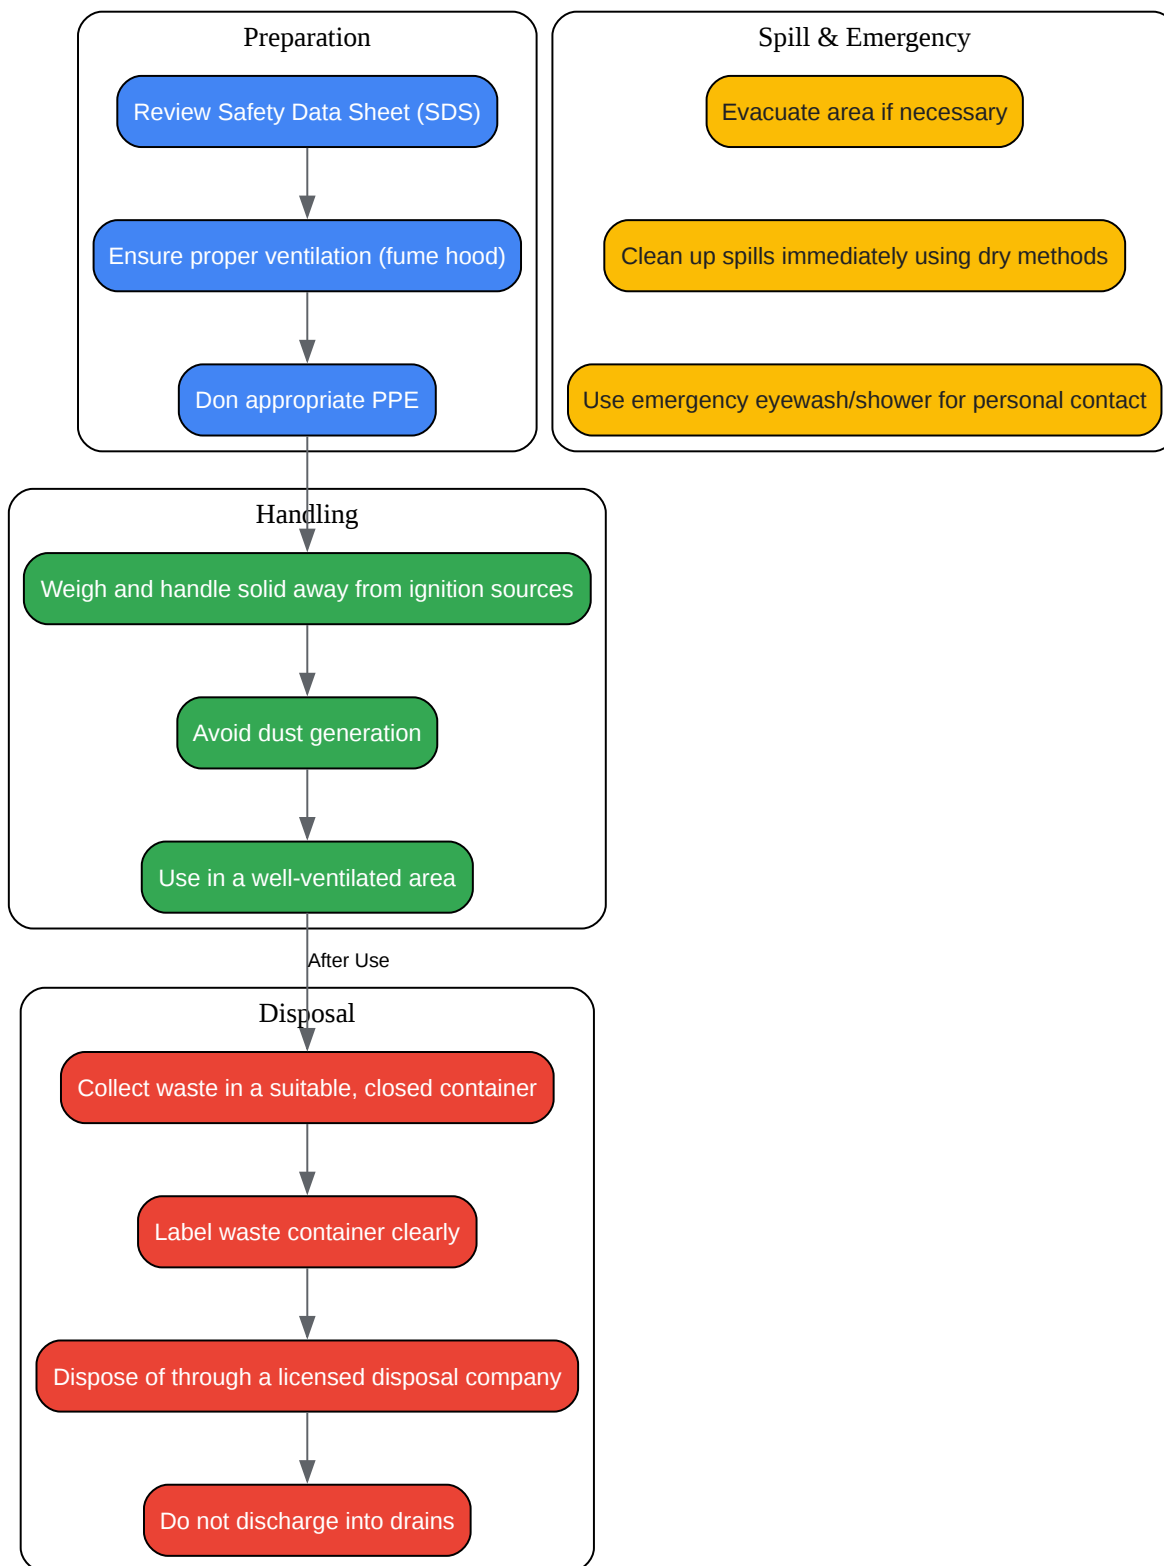 Preparation
Review Safety Data Sheet (SDS)
Ensure proper ventilation (fume hood)
Don appropriate PPE
Spill & Emergency
Evacuate area if necessary
Clean up spills immediately using dry methods
Use emergency eyewash/shower for personal contact
Handling
Weigh and handle solid away from ignition sources
Avoid dust generation
Use in a well-ventilated area
After Use
Disposal
Collect waste in a suitable, closed container
Label waste container clearly
Dispose of through a licensed disposal company
Do not discharge into drains